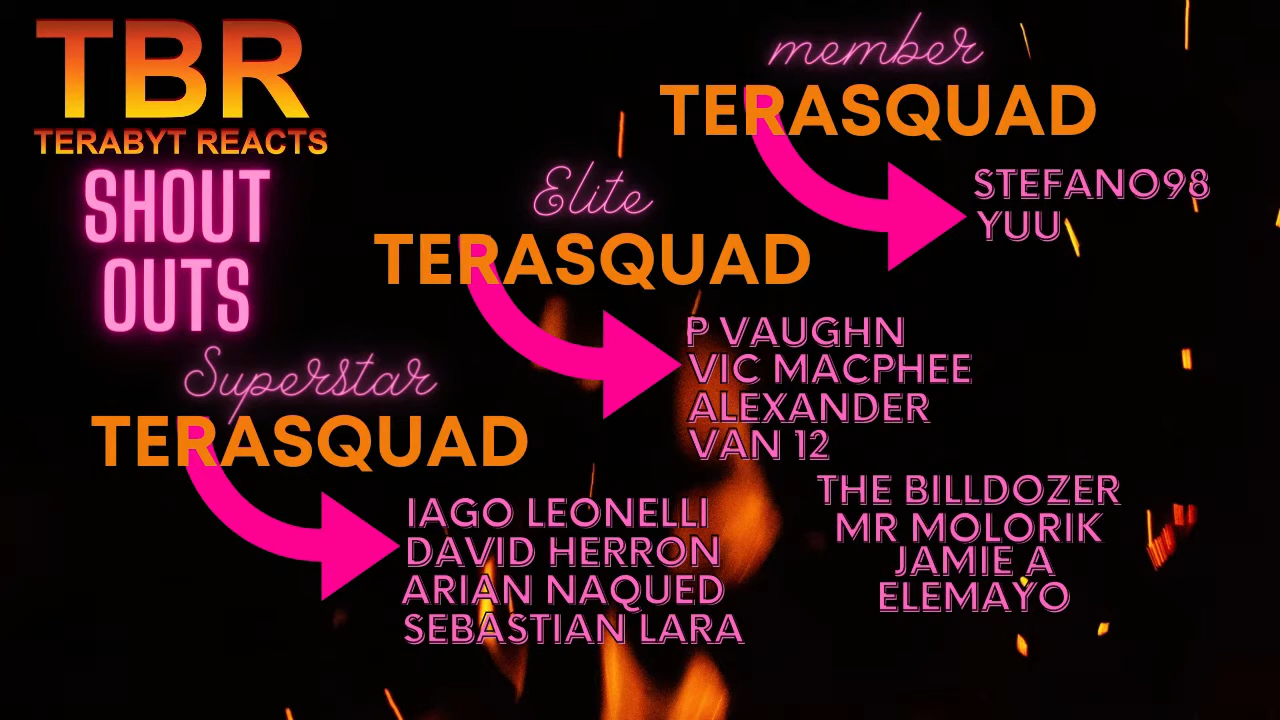 TBR
TERABYT REACTS
SHOUT
OUTS
member
TERASQUAD
STEFANO98
YUU
Elite
TERASQUAD
P VAUGHN
VIC MACPHEE
ALEXANDER
VAN 12
Superstar
TERASQUAD
IAGO LEONELLI
DAVID HERRON
ARIAN NAQUED
SEBASTIAN LARA
THE BILLDOZER
MR MOLORIK
JAMIE A
ELEMAYO